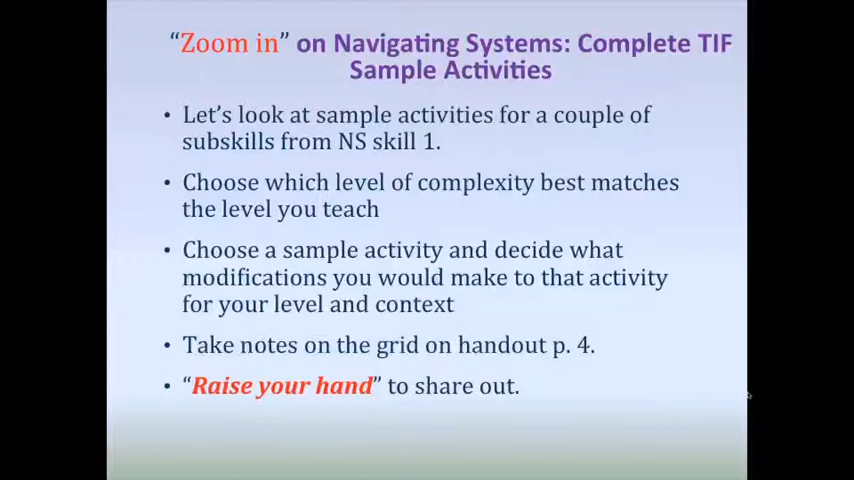 “Zoom in” on Navigating Systems: Complete TIF
Sample Activities
• Let’s look at sample activities for a couple of
subskills from NS skill 1.
• Choose which level of complexity best matches
the level you teach
• Choose a sample activity and decide what
modifications you would make to that activity
for your level and context
• Take notes on the grid on handout p. 4.
• “Raise your hand” to share out.